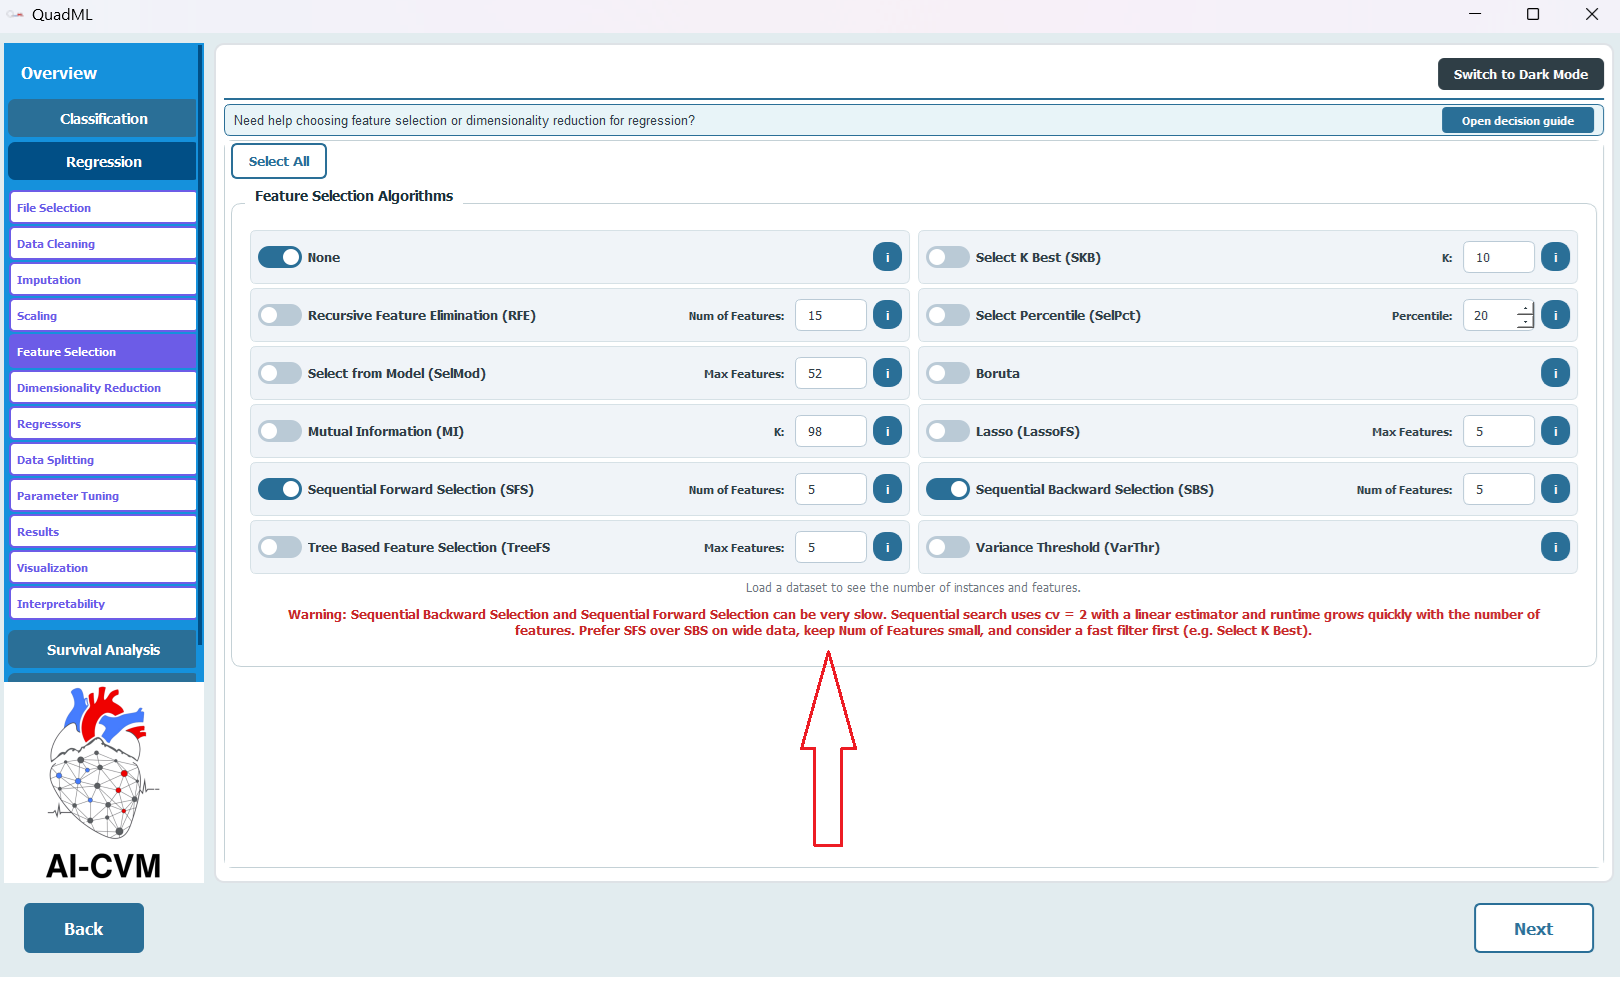 QuadML
Overview
Classification
Regression
File Selection
Data Cleaning
Imputation
Scaling
Feature Selection
Dimensionality Reduction
Regressors
Data Splitting
Parameter Tuning
Results
Visualization
Interpretability
Survival Analysis
AI-CVM
Switch to Dark Mode
Need help choosing feature selection or dimensionality reduction for regression?
Open decision guide
Select All
Feature Selection Algorithms
None i
Select K Best (SKB) K: 10 i
Recursive Feature Elimination (RFE) Num of Features: 15 i
Select Percentile (SelPct) Percentile: 20 i
Select from Model (SelMod) Max Features: 52 i
Boruta i
Mutual Information (MI) K: 98 i
Lasso (LassoFS) Max Features: 5 i
Sequential Forward Selection (SFS) Num of Features: 5 i
Sequential Backward Selection (SBS) Num of Features: 5 i
Tree Based Feature Selection (TreeFS Max Features: 5 i
Variance Threshold (VarThr) i
Load a dataset to see the number of instances and features.
Warning: Sequential Backward Selection and Sequential Forward Selection can be very slow. Sequential search uses cv = 2 with a linear estimator and runtime grows quickly with the number of
features. Prefer SFS over SBS on wide data, keep Num of Features small, and consider a fast filter first (e.g. Select K Best).
Back
Next